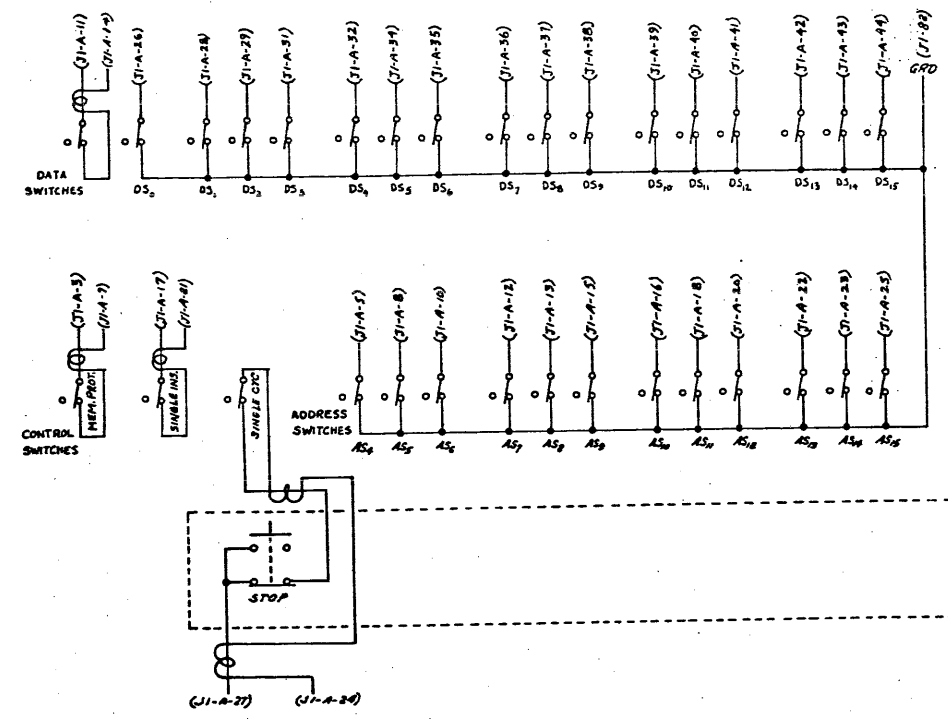 (J1-A-11) (J1-A-14) (J1-A-26) (J1-A-28) (J1-A-29) (J1-A-31) (J1-A-32) (J1-A-34) (J1-A-35) (J1-A-36) (J1-A-37) (J1-A-38) (J1-A-39) (J1-A-40) (J1-A-41) (J1-A-42) (J1-A-43) (J1-A-44) (J1-82)
GRD
DATA
SWITCHES
DS₀ DS₁ DS₂ DS₃ DS₄ DS₅ DS₆ DS₇ DS₈ DS₉ DS₁₀ DS₁₁ DS₁₂ DS₁₃ DS₁₄ DS₁₅
(J1-A-3) (J1-A-7) (J1-A-17) (J1-A-21) (J1-A-5) (J1-A-8) (J1-A-10) (J1-A-12) (J1-A-13) (J1-A-15) (J1-A-16) (J1-A-18) (J1-A-20) (J1-A-22) (J1-A-23) (J1-A-25)
MEM. PROT. SINGLE INS. SINGLE CYC
CONTROL
SWITCHES
ADDRESS
SWITCHES
AS₄ AS₅ AS₆ AS₇ AS₈ AS₉ AS₁₀ AS₁₁ AS₁₂ AS₁₃ AS₁₄ AS₁₅
STOP
(J1-A-27) (J1-A-24)